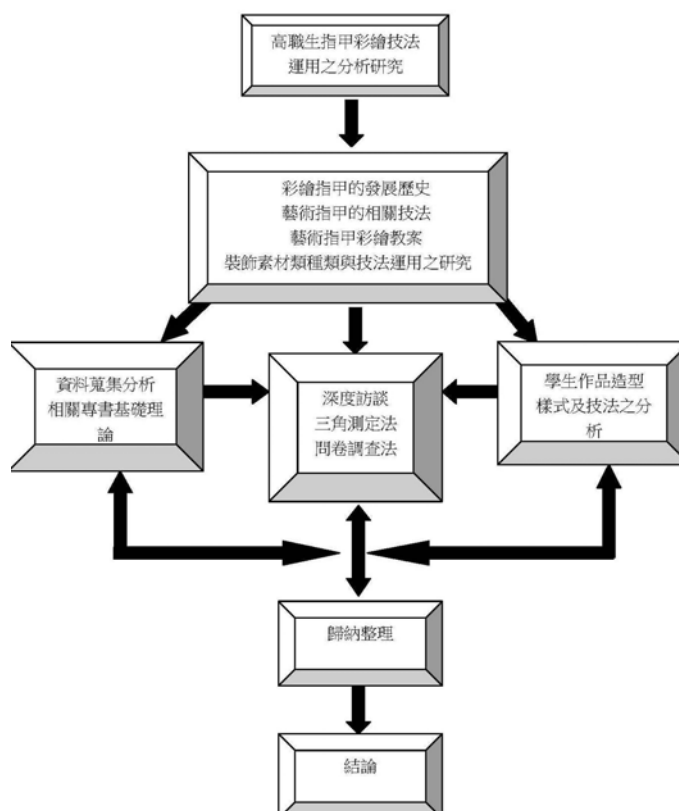 高職生指甲彩繪技法
運用之分析研究
彩繪指甲的發展歷史
藝術指甲的相關技法
藝術指甲彩繪教案
裝飾素材類種類與技法運用之研究
資料蒐集分析
相關專書基礎理
論
深度訪談
三角測定法
問卷調查法
學生作品造型
樣式及技法之分
析
歸納整理
結論